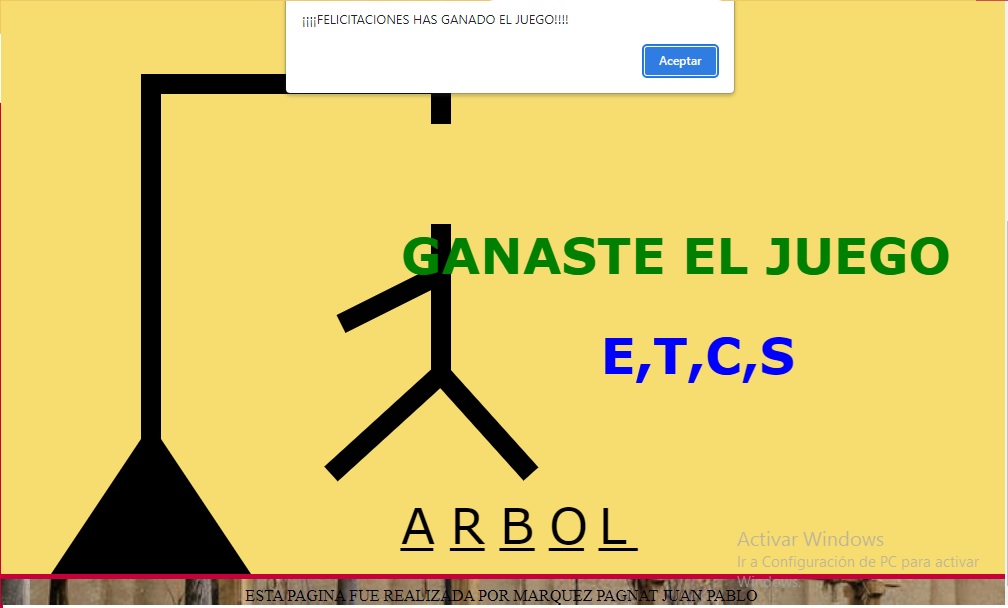 ¡¡¡¡FELICITACIONES HAS GANADO EL JUEGO!!!!
Aceptar
GANASTE EL JUEGO
E,T,C,S
A R B O L
Activar Windows
Ir a Configuración de PC para activar
Windows.
ESTA PAGINA FUE REALIZADA POR MARQUEZ PAGNAT JUAN PABLO